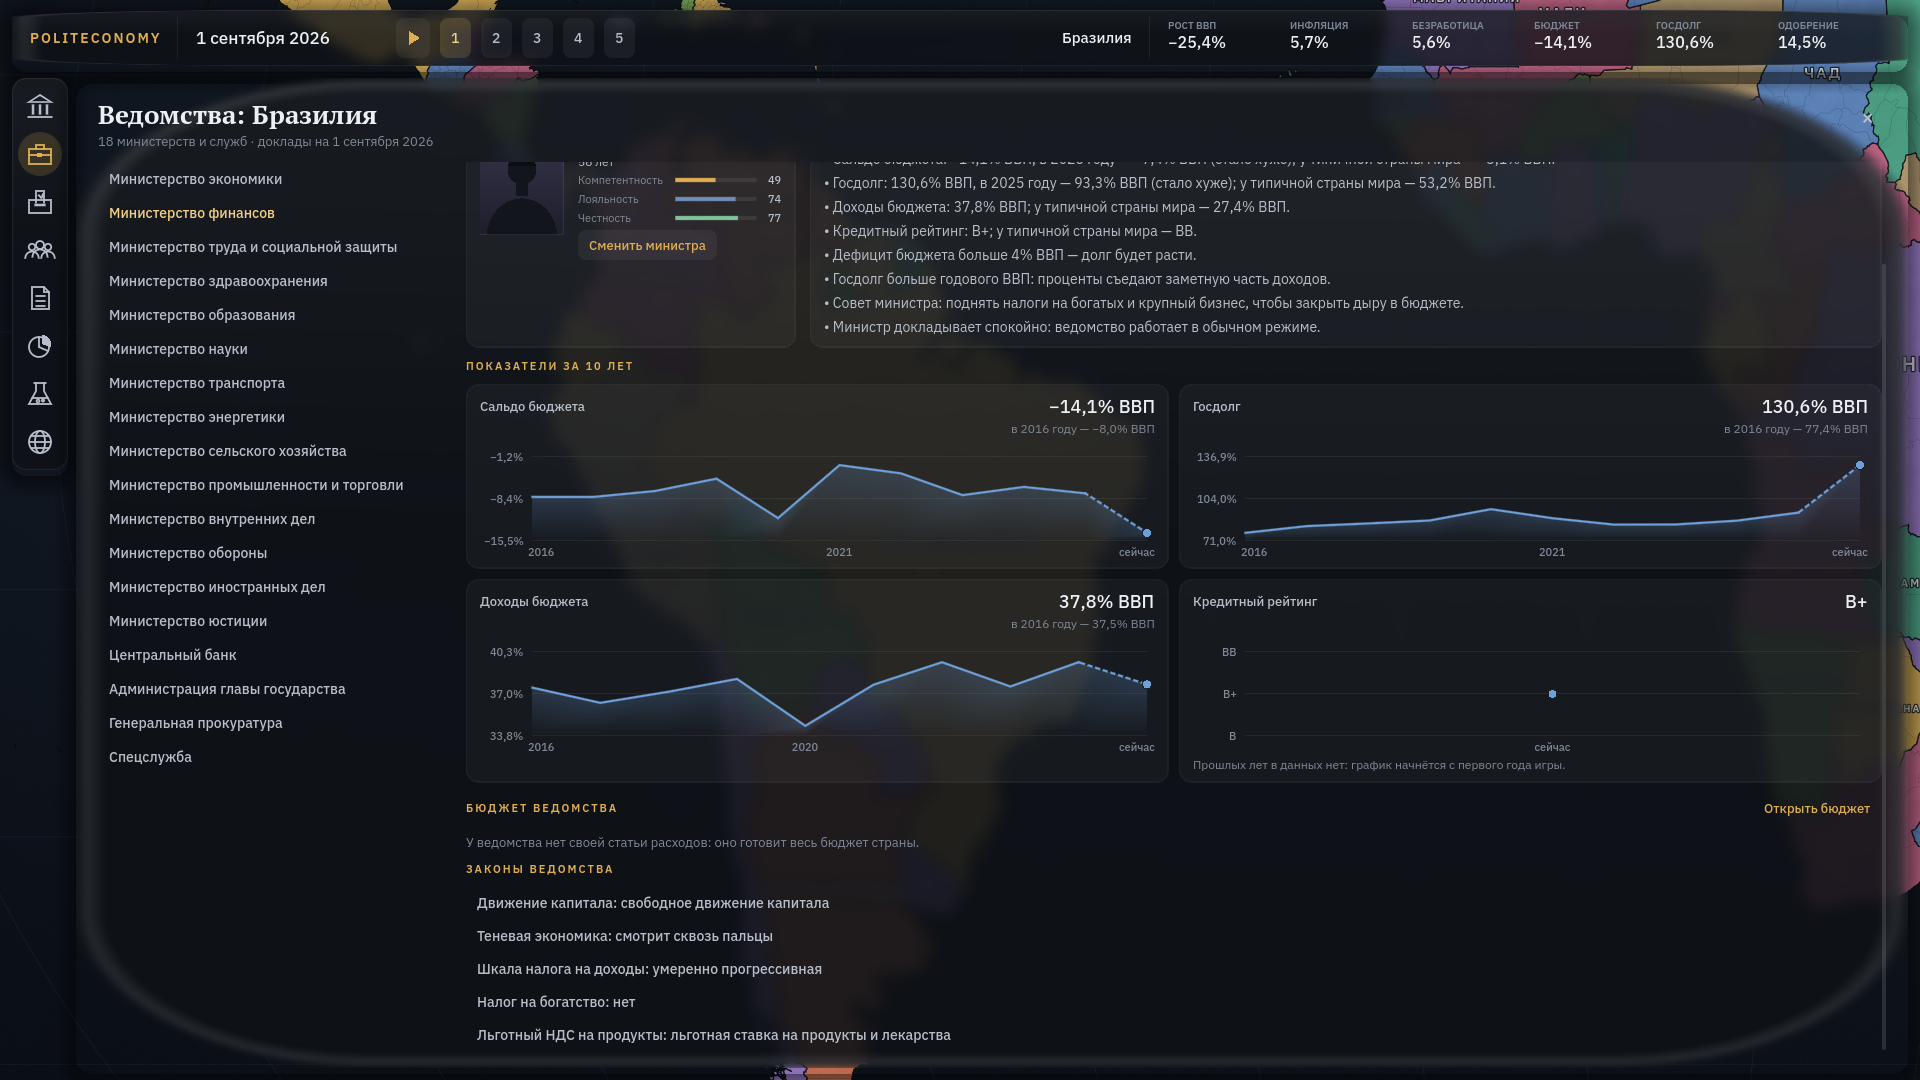 POLITECONOMY
1 сентября 2026
1 2 3 4 5
Бразилия
РОСТ ВВП
−25,4%
ИНФЛЯЦИЯ
5,7%
БЕЗРАБОТИЦА
5,6%
БЮДЖЕТ
−14,1%
ГОСДОЛГ
130,6%
ОДОБРЕНИЕ
14,5%
ЧАД
Ведомства: Бразилия
18 министерств и служб · доклады на 1 сентября 2026
×
Министерство экономики
Министерство финансов
Министерство труда и социальной защиты
Министерство здравоохранения
Министерство образования
Министерство науки
Министерство транспорта
Министерство энергетики
Министерство сельского хозяйства
Министерство промышленности и торговли
Министерство внутренних дел
Министерство обороны
Министерство иностранных дел
Министерство юстиции
Центральный банк
Администрация главы государства
Генеральная прокуратура
Спецслужба
Компетентность 49
Лояльность 74
Честность 77
Сменить министра
• Госдолг: 130,6% ВВП, в 2025 году — 93,3% ВВП (стало хуже); у типичной страны мира — 53,2% ВВП.
• Доходы бюджета: 37,8% ВВП; у типичной страны мира — 27,4% ВВП.
• Кредитный рейтинг: B+; у типичной страны мира — BB.
• Дефицит бюджета больше 4% ВВП — долг будет расти.
• Госдолг больше годового ВВП: проценты съедают заметную часть доходов.
• Совет министра: поднять налоги на богатых и крупный бизнес, чтобы закрыть дыру в бюджете.
• Министр докладывает спокойно: ведомство работает в обычном режиме.
ПОКАЗАТЕЛИ ЗА 10 ЛЕТ
Сальдо бюджета
−14,1% ВВП
в 2016 году — −8,0% ВВП
−1,2%
−8,4%
−15,5%
2016 2021 сейчас
Госдолг
130,6% ВВП
в 2016 году — 77,4% ВВП
136,9%
104,0%
71,0%
2016 2021 сейчас
Доходы бюджета
37,8% ВВП
в 2016 году — 37,5% ВВП
40,3%
37,0%
33,8%
2016 2020 сейчас
Кредитный рейтинг
B+
BB
B+
B
сейчас
Прошлых лет в данных нет: график начнётся с первого года игры.
БЮДЖЕТ ВЕДОМСТВА
Открыть бюджет
У ведомства нет своей статьи расходов: оно готовит весь бюджет страны.
ЗАКОНЫ ВЕДОМСТВА
Движение капитала: свободное движение капитала
Теневая экономика: смотрит сквозь пальцы
Шкала налога на доходы: умеренно прогрессивная
Налог на богатство: нет
Льготный НДС на продукты: льготная ставка на продукты и лекарства